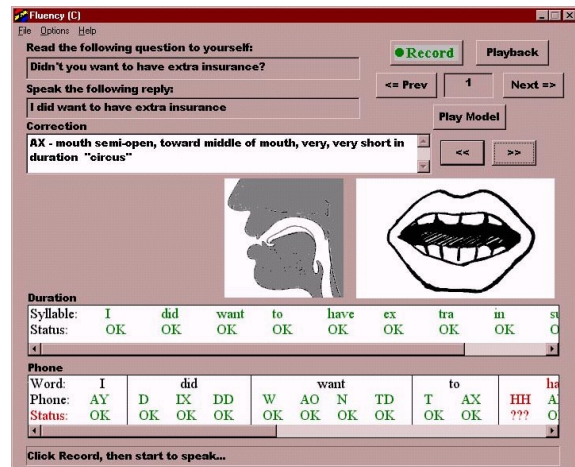 Fluency (C)
File Options Help
Read the following question to yourself:
Didn't you want to have extra insurance?
Speak the following reply:
I did want to have extra insurance
Record Playback
<= Prev 1 Next =>
Play Model
Correction
AX - mouth semi-open, toward middle of mouth, very, very short in
duration "circus"
<< >>
Duration
Syllable: I did want to have ex tra in su
Status: OK OK OK OK OK OK OK OK O
Phone
Word: I did want to ha
Phone: AY D IX DD W AO N TD T AX HH A
Status: OK OK OK OK OK OK OK OK OK OK ??? O
Click Record, then start to speak...